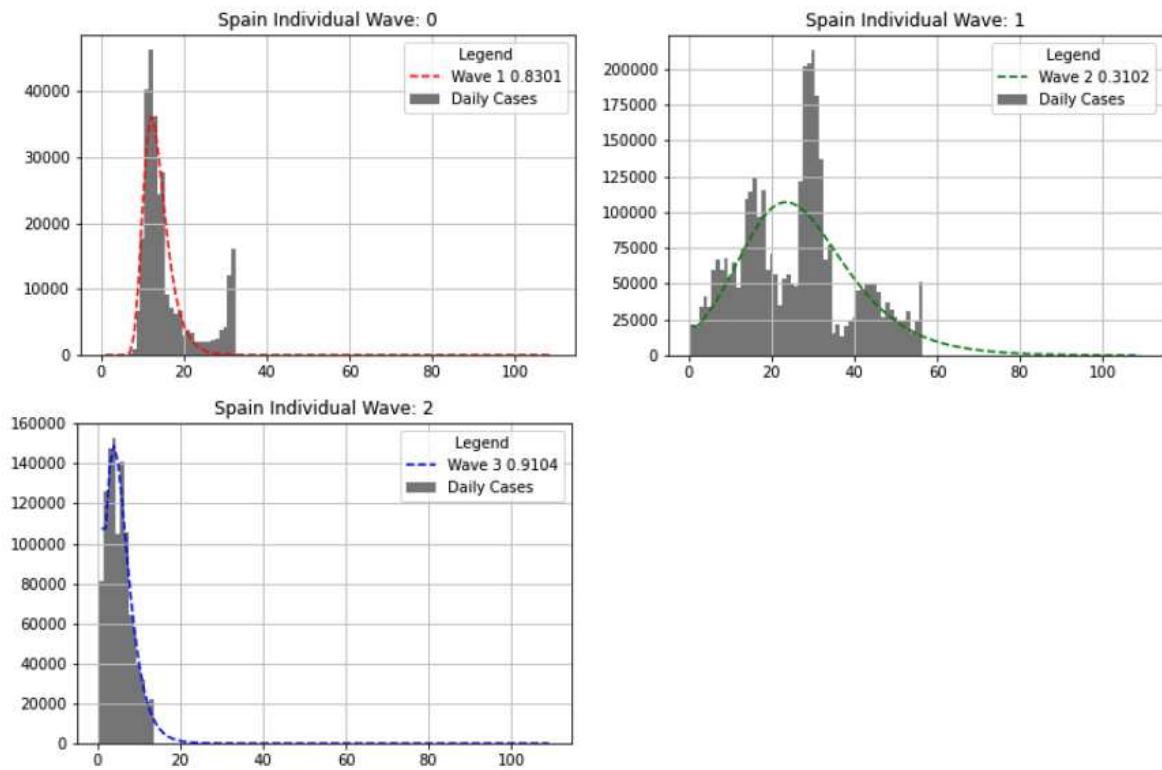 Spain Individual Wave: 0
Legend
Wave 1 0.8301
Daily Cases
40000
30000
20000
10000
0
0 20 40 60 80 100
Spain Individual Wave: 1
Legend
Wave 2 0.3102
Daily Cases
200000
175000
150000
125000
100000
75000
50000
25000
0
0 20 40 60 80 100
Spain Individual Wave: 2
Legend
Wave 3 0.9104
Daily Cases
160000
140000
120000
100000
80000
60000
40000
20000
0
0 20 40 60 80 100